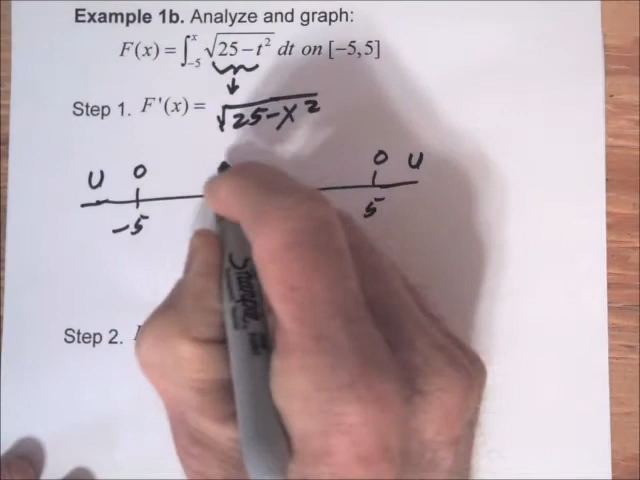 Example 1b. Analyze and graph:
F(x) = ∫₋₅ˣ √(25 − t²) dt on [−5,5]
Step 1. F'(x) = √(25 − x²)
U 0 0 U
−5 5
Sharpie
Step 2.